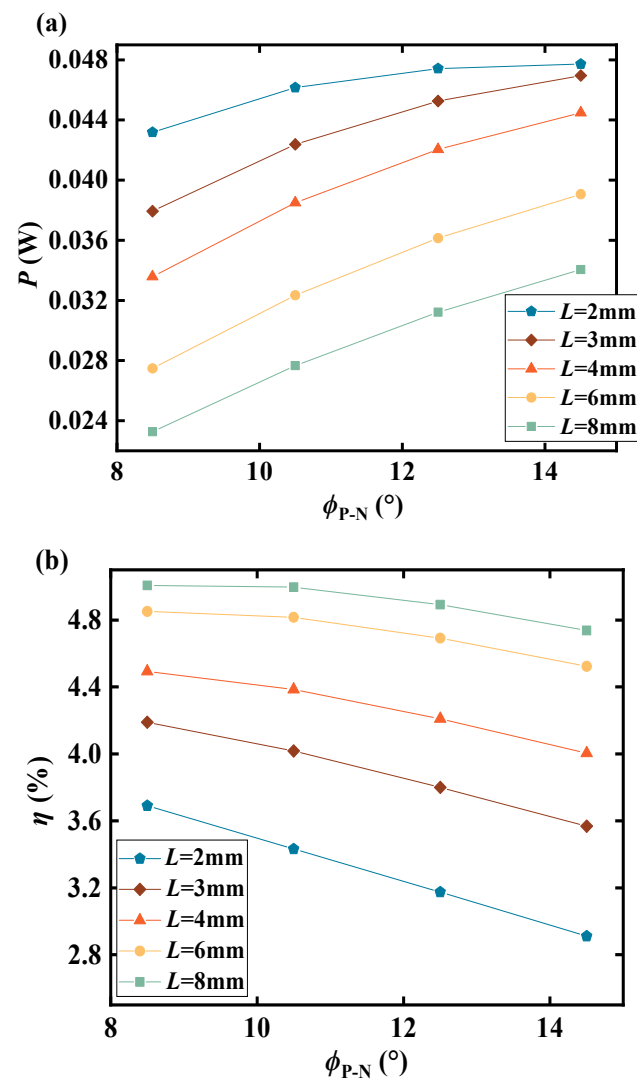 (a)
0.048
0.044
0.040
0.036
0.032
0.028
0.024
P (W)
L=2mm
L=3mm
L=4mm
L=6mm
L=8mm
8 10 12 14
ϕP-N (°)
(b)
4.8
4.4
4.0
3.6
3.2
2.8
η (%)
L=2mm
L=3mm
L=4mm
L=6mm
L=8mm
8 10 12 14
ϕP-N (°)